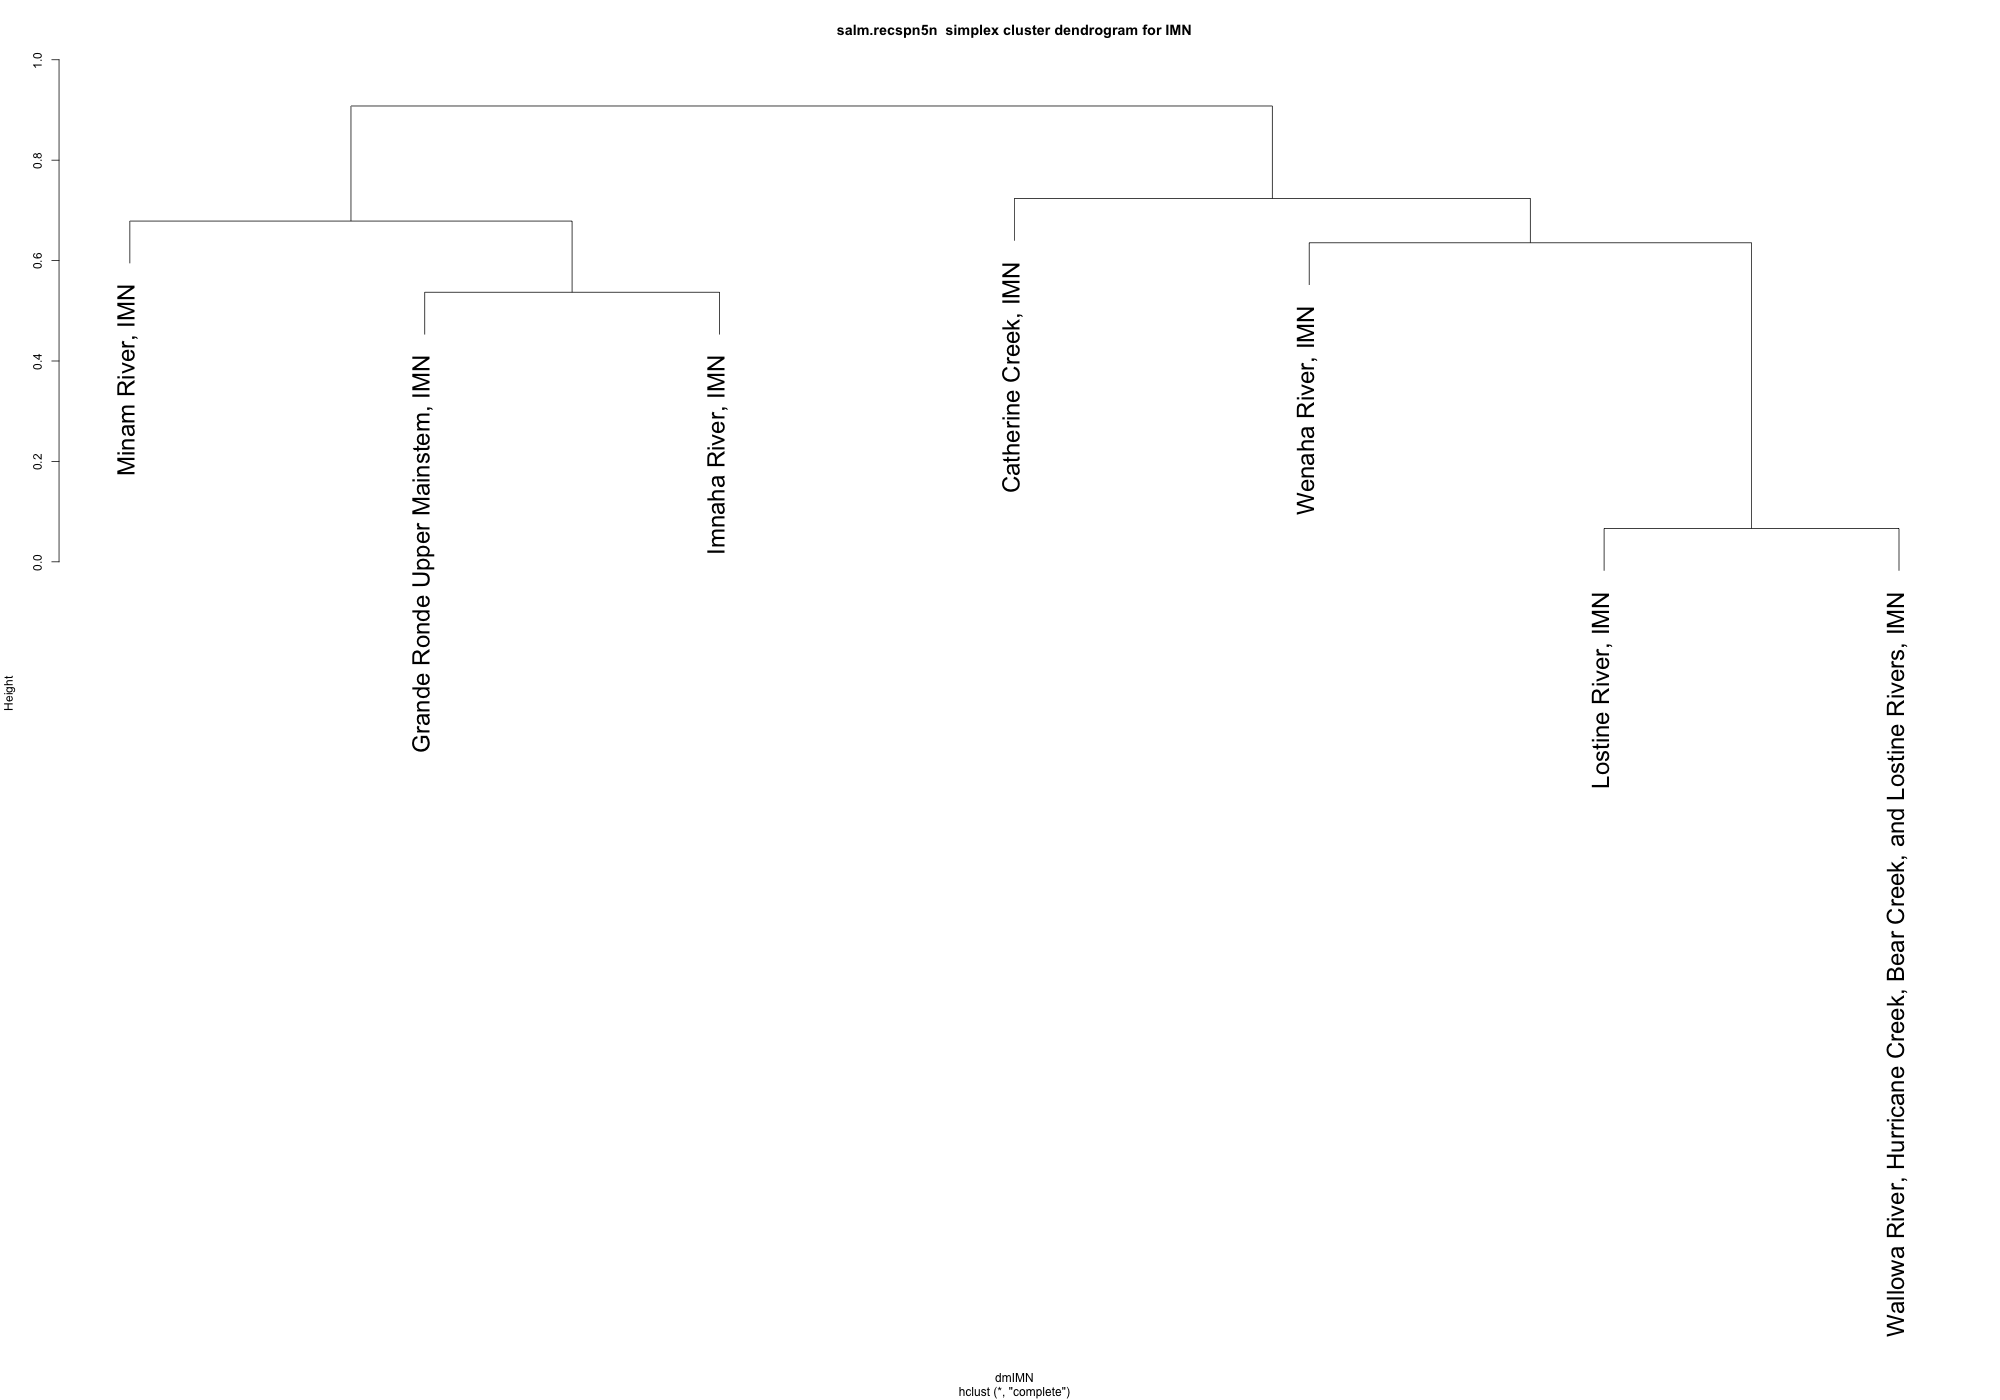 salm.recspn5n  simplex cluster dendrogram for IMN
1.0
0.8
0.6
0.4
0.2
0.0
Height
Minam River, IMN
Grande Ronde Upper Mainstem, IMN
Imnaha River, IMN
Catherine Creek, IMN
Wenaha River, IMN
Lostine River, IMN
Wallowa River, Hurricane Creek, Bear Creek, and Lostine Rivers, IMN
dmIMN
hclust (*, "complete")